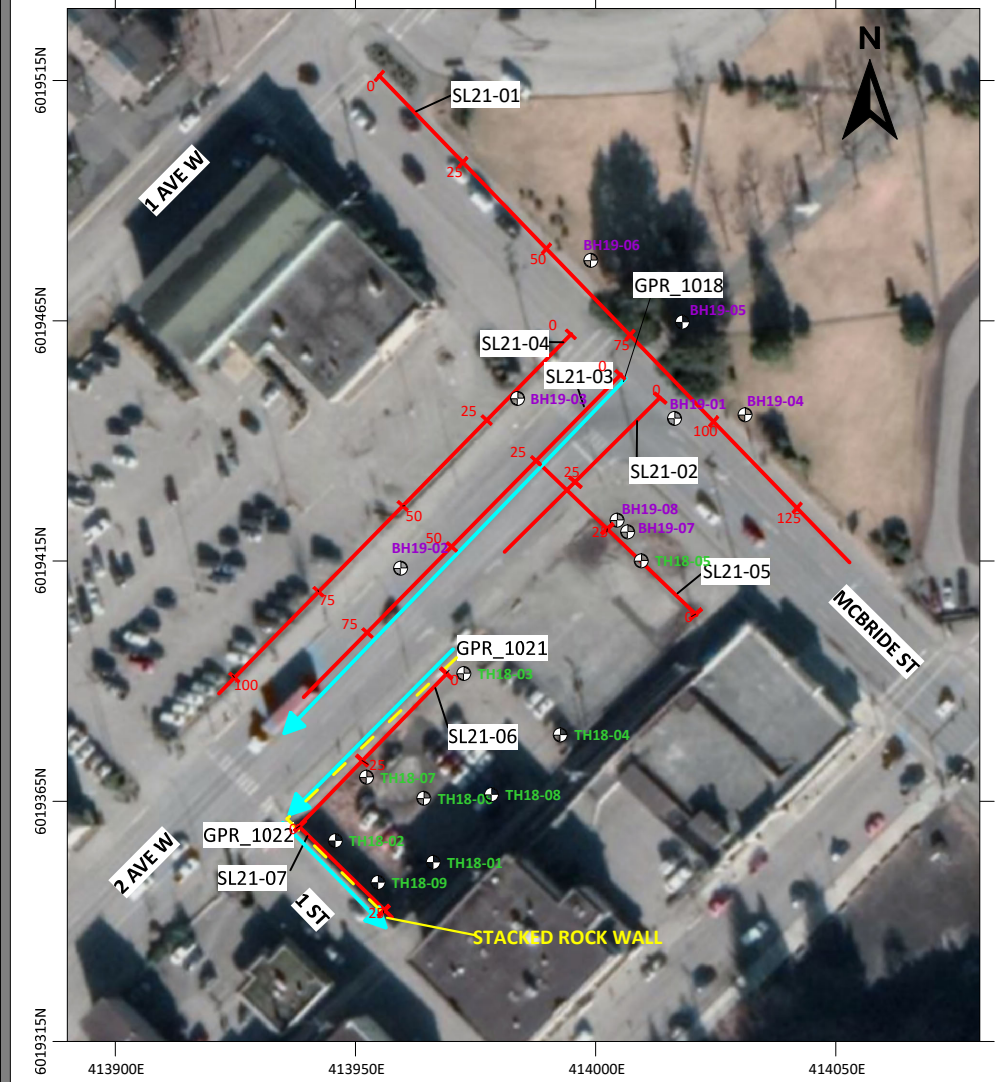 N
6019515N
0
SL21-01
1 AVE W
25
BH19-06
50
GPR_1018
BH19-05
6019465N
0
SL21-04
75
0
SL21-03
0
BH19-03
BH19-01
BH19-04
25
100
25
SL21-02
25
BH19-08
125
50
BH19-07
25
50
BH19-02
6019415N
TH18-05
SL21-05
75
75
0
MCBRIDE ST
GPR_1021
100
0
TH18-03
SL21-06
TH18-04
25
TH18-07
6019365N
TH18-08
0
GPR_1022
TH18-02
2 AVE W
TH18-01
SL21-07
TH18-09
1 ST
25
STACKED ROCK WALL
6019315N
413900E
413950E
414000E
414050E